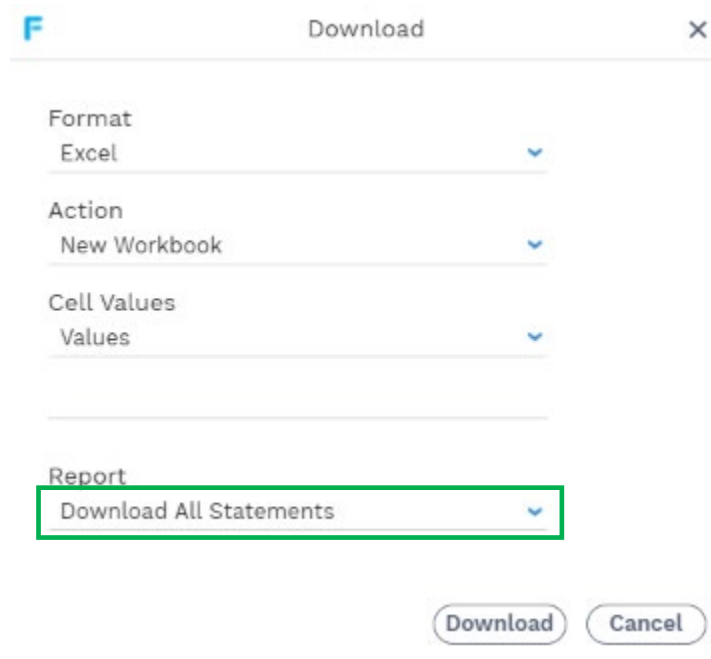 F
Download
Format
Excel
Action
New Workbook
Cell Values
Values
Report
Download All Statements
Download
Cancel